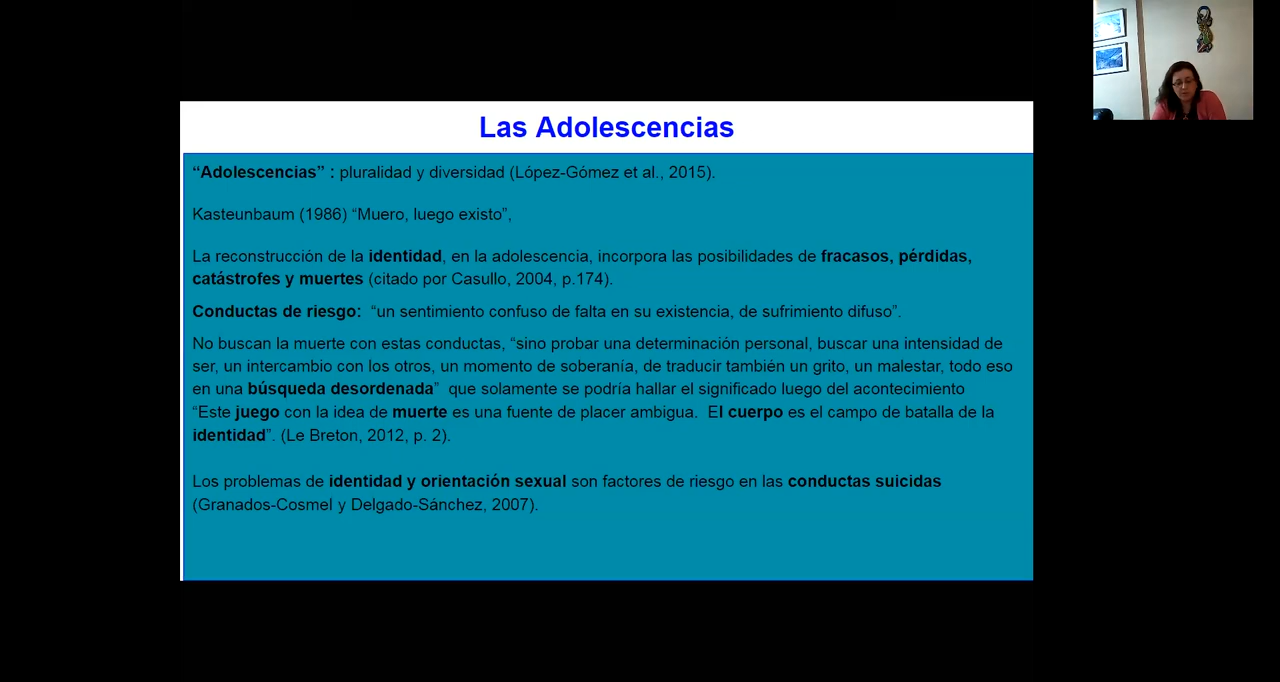 Las Adolescencias
“Adolescencias” : pluralidad y diversidad (López-Gómez et al., 2015).
Kasteunbaum (1986) “Muero, luego existo”,
La reconstrucción de la identidad, en la adolescencia, incorpora las posibilidades de fracasos, pérdidas,
catástrofes y muertes (citado por Casullo, 2004, p.174).
Conductas de riesgo: “un sentimiento confuso de falta en su existencia, de sufrimiento difuso”.
No buscan la muerte con estas conductas, “sino probar una determinación personal, buscar una intensidad de
ser, un intercambio con los otros, un momento de soberanía, de traducir también un grito, un malestar, todo eso
en una búsqueda desordenada” que solamente se podría hallar el significado luego del acontecimiento
“Este juego con la idea de muerte es una fuente de placer ambigua. El cuerpo es el campo de batalla de la
identidad”. (Le Breton, 2012, p. 2).
Los problemas de identidad y orientación sexual son factores de riesgo en las conductas suicidas
(Granados-Cosmel y Delgado-Sánchez, 2007).